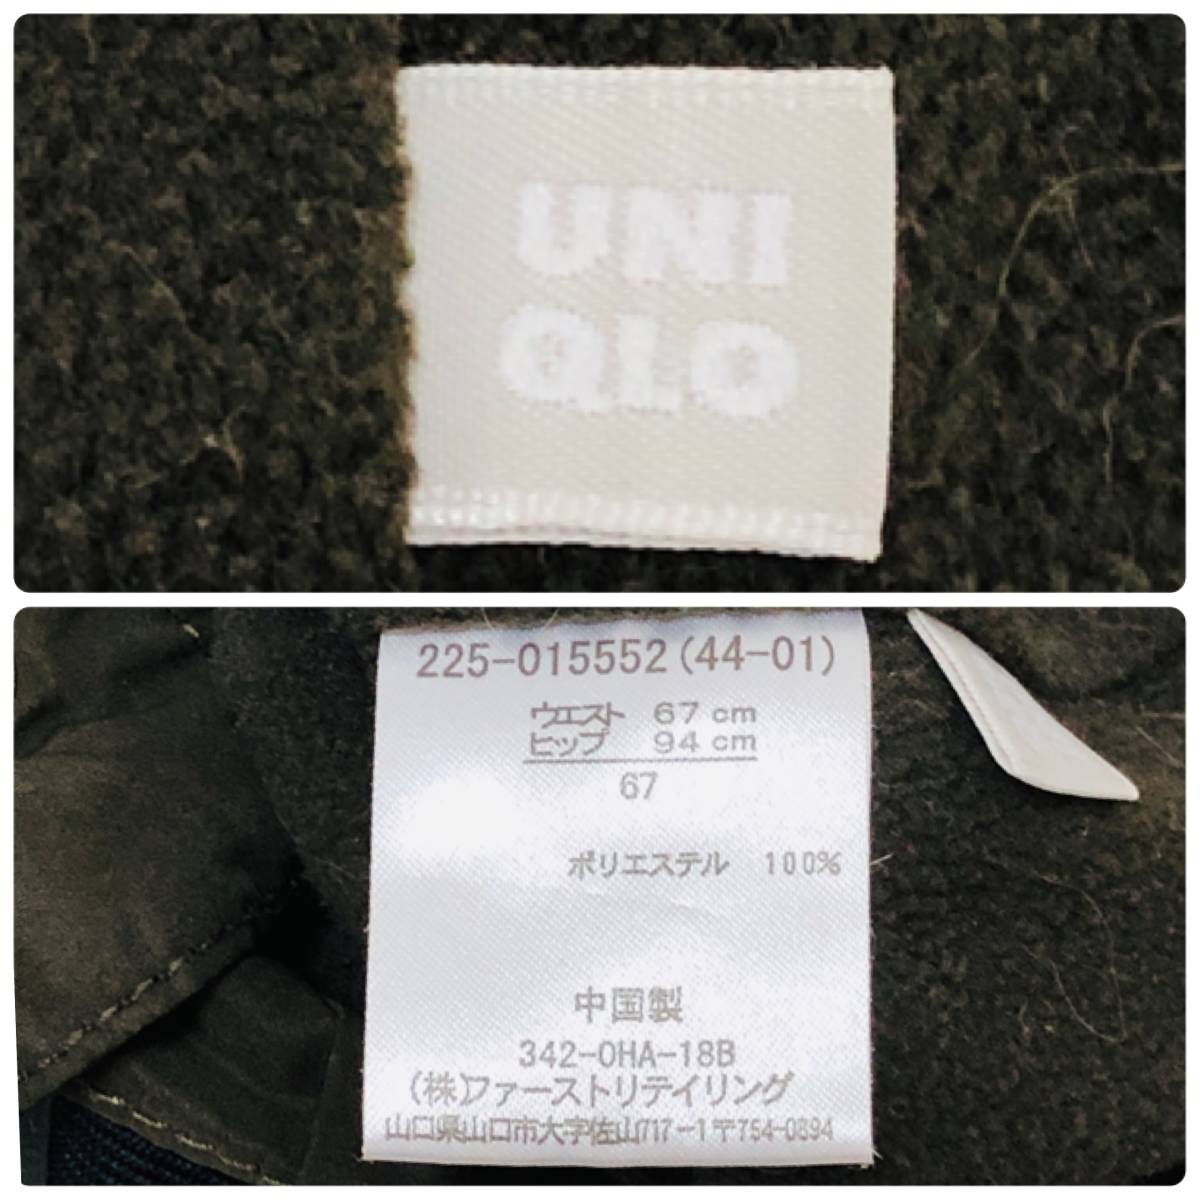 UNI
QLO
225-015552(44-01)
ウエスト 67 cm
ヒップ 94 cm
67
ポリエステル 100%
中国製
342-OHA-18B
(株)ファーストリテイリング
山口県山口市大字佐山717-1〒754-0894